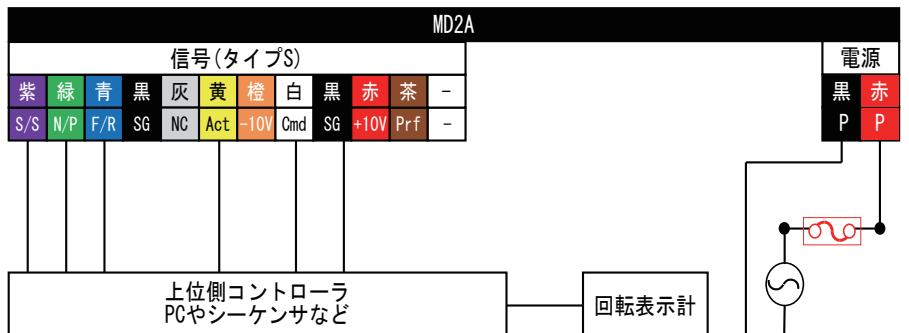 MD2A
信号(タイプS)
電源
紫 緑 青 黒 灰 黄 橙 白 黒 赤 茶 -
黒 赤
S/S N/P F/R SG NC Act -10V Cmd SG +10V Prf -
P P
上位側コントローラ
PCやシーケンサなど
回転表示計